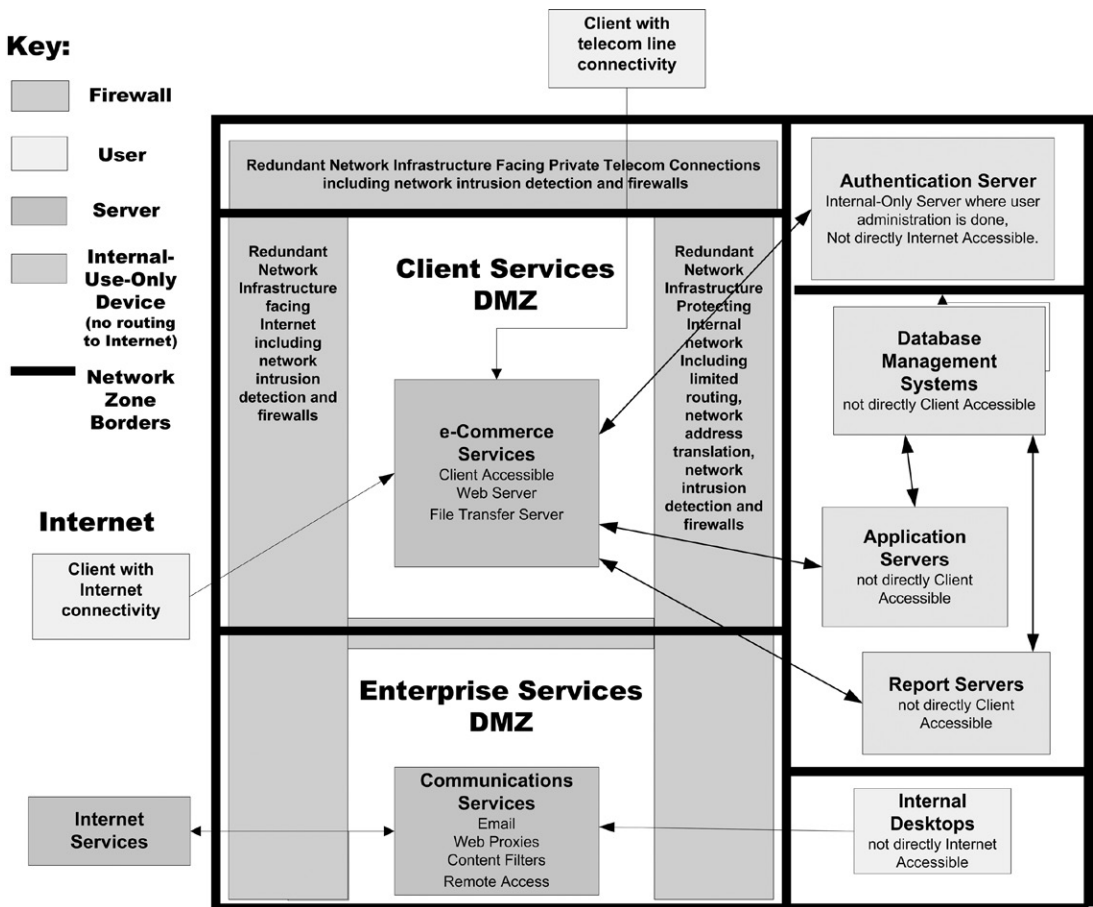 Client with
telecom line
connectivity
Key:
Firewall
User
Server
Internal-
Use-Only
Device
(no routing
to Internet)
Network
Zone
Borders
Redundant Network Infrastructure Facing Private Telecom Connections
including network intrusion detection and firewalls
Authentication Server
Internal-Only Server where user
administration is done,
Not directly Internet Accessible.
Redundant
Network
Infrastructure
facing
Internet
including
network
intrusion
detection and
firewalls
Client Services
DMZ
Redundant
Network
Infrastructure
Protecting
Internal
network
Including
limited
routing,
network
address
translation,
network
intrusion
detection and
firewalls
Database
Management
Systems
not directly Client Accessible
e-Commerce
Services
Client Accessible
Web Server
File Transfer Server
Internet
Client with
Internet
connectivity
Application
Servers
not directly Client
Accessible
Report Servers
not directly Client
Accessible
Enterprise Services
DMZ
Communications
Services
Email
Web Proxies
Content Filters
Remote Access
Internet
Services
Internal
Desktops
not directly Internet
Accessible